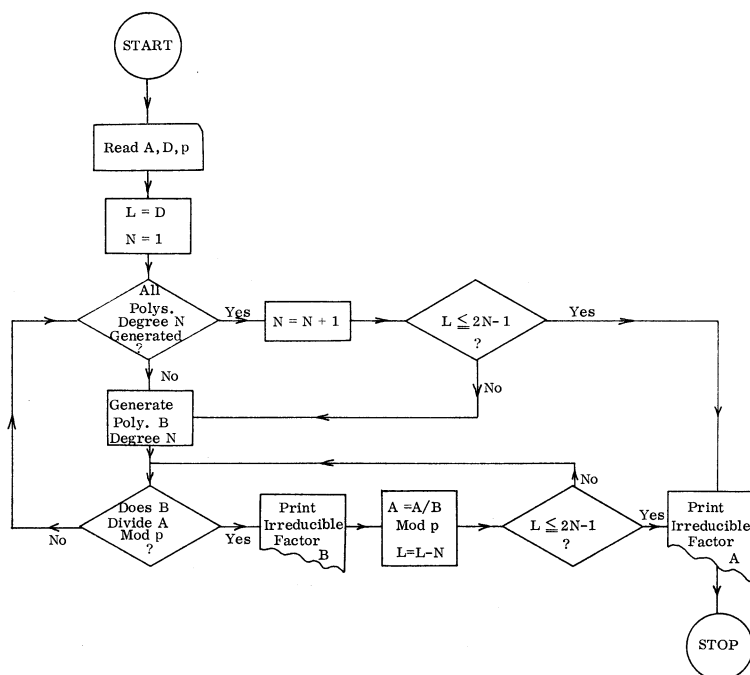 START
Read A, D, p
L = D
N = 1
All
Polys.
Degree N
Generated
?
Yes
N = N + 1
L ≦ 2N-1
?
Yes
No
No
Generate
Poly. B
Degree N
Does B
Divide A
Mod p
?
No
Yes
Print
Irreducible
Factor
B
A =A/B
Mod p
L=L-N
L ≦ 2N-1
?
No
Yes
Print
Irreducible
Factor
A
STOP